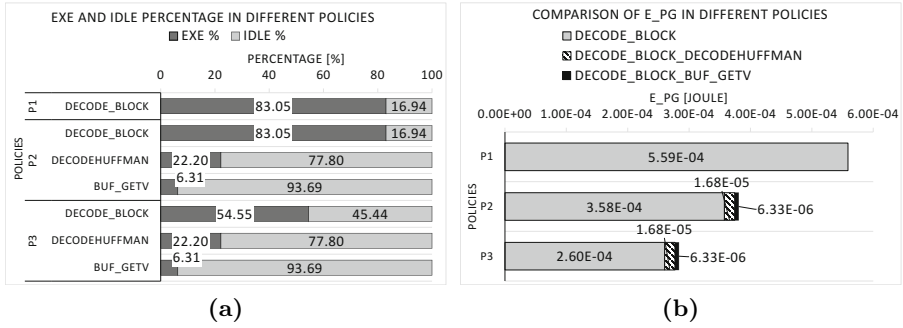 EXE AND IDLE PERCENTAGE IN DIFFERENT POLICIES
EXE % IDLE %
PERCENTAGE [%]
0 20 40 60 80 100
POLICIES
P1
DECODE_BLOCK 83.05 16.94
P2
DECODE_BLOCK 83.05 16.94
DECODEHUFFMAN 22.20 77.80
BUF_GETV 6.31 93.69
P3
DECODE_BLOCK 54.55 45.44
DECODEHUFFMAN 22.20 77.80
BUF_GETV 6.31 93.69
(a)
COMPARISON OF E_PG IN DIFFERENT POLICIES
DECODE_BLOCK
DECODE_BLOCK_DECODEHUFFMAN
DECODE_BLOCK_BUF_GETV
E_PG [JOULE]
0.00E+00 1.00E-04 2.00E-04 3.00E-04 4.00E-04 5.00E-04 6.00E-04
POLICIES
P1 5.59E-04
1.68E-05
P2 3.58E-04 6.33E-06
1.68E-05
P3 2.60E-04 6.33E-06
(b)